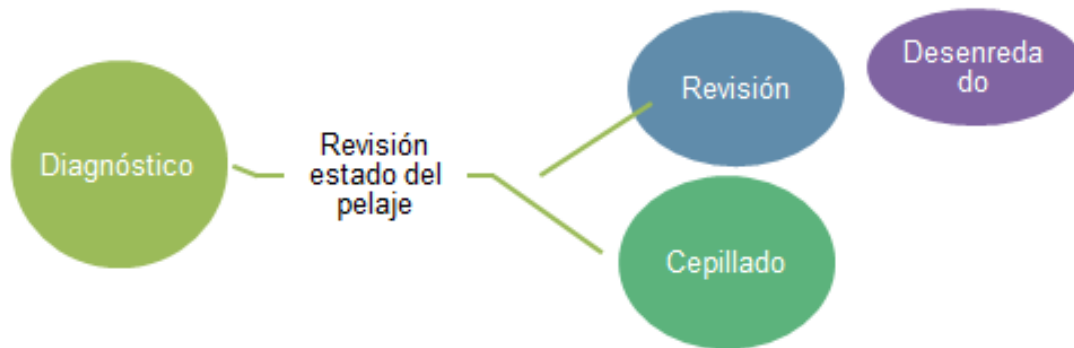 Diagnóstico
Revisión
estado del
pelaje
Revisión
Desenreda
do
Cepillado